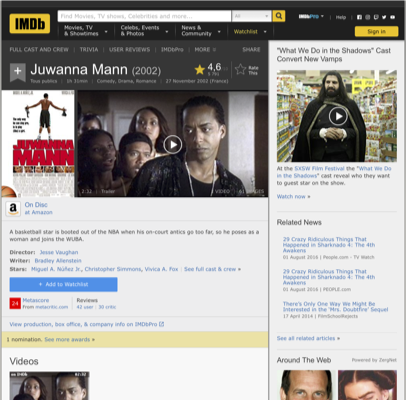 IMDb
Find Movies, TV shows, Celebrities and more...
All
IMDbPro
Help
Movies, TV & Showtimes
Celebs, Events & Photos
News & Community
Watchlist
Sign in
FULL CAST AND CREW | TRIVIA | USER REVIEWS | IMDbPro | MORE
SHARE
Juwanna Mann (2002)
4,6
Rate This
Tous publics | 1h 31min | Comedy, Drama, Romance | 27 November 2002 (France)
JUWANNA MANN
2:32 | Trailer
On Disc
at Amazon
A basketball star is booted out of the NBA when his on-court antics go too far, so he poses as a woman and joins the WUBA.
Director: Jesse Vaughan
Writer: Bradley Allenstein
Stars: Miguel A. Núñez Jr., Christopher Simmons, Vivica A. Fox | See full cast & crew »
+ Add to Watchlist
24
Metascore
From metacritic.com
Reviews
42 user | 30 critic
View production, box office, & company info on IMDbPro
1 nomination. See more awards »
Videos
"What We Do in the Shadows" Cast Convert New Vamps
At the SXSW Film Festival the "What We Do in the Shadows" cast reveal who they want to guest star on the show.
Watch now »
Related News
29 Crazy Ridiculous Things That Happened in Sharknado 4: The 4th Awakens
01 August 2016 | People.com - TV Watch
29 Crazy Ridiculous Things That Happened in Sharknado 4: The 4th Awakens
01 August 2016 | PEOPLE.com
There's Only One Way We Might Be Interested in the 'Mrs. Doubtfire' Sequel
17 April 2014 | FilmSchoolRejects
See all related articles »
Around The Web
Powered by ZergNet